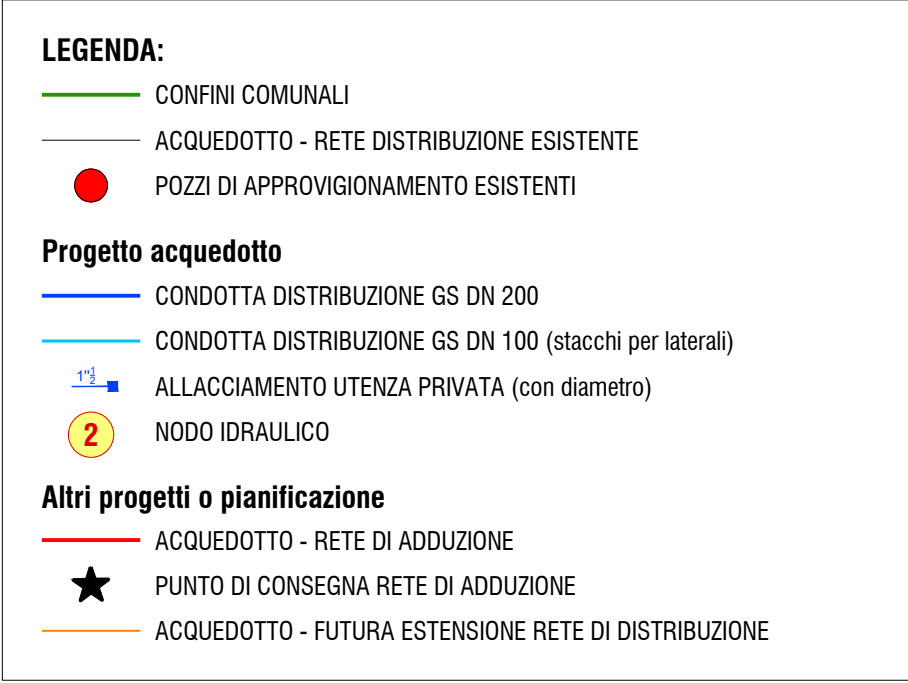 LEGENDA:
CONFINI COMUNALI
ACQUEDOTTO - RETE DISTRIBUZIONE ESISTENTE
POZZI DI APPROVIGIONAMENTO ESISTENTI
Progetto acquedotto
CONDOTTA DISTRIBUZIONE GS DN 200
CONDOTTA DISTRIBUZIONE GS DN 100 (stacchi per laterali)
1"½ ALLACCIAMENTO UTENZA PRIVATA (con diametro)
2 NODO IDRAULICO
Altri progetti o pianificazione
ACQUEDOTTO - RETE DI ADDUZIONE
PUNTO DI CONSEGNA RETE DI ADDUZIONE
ACQUEDOTTO - FUTURA ESTENSIONE RETE DI DISTRIBUZIONE